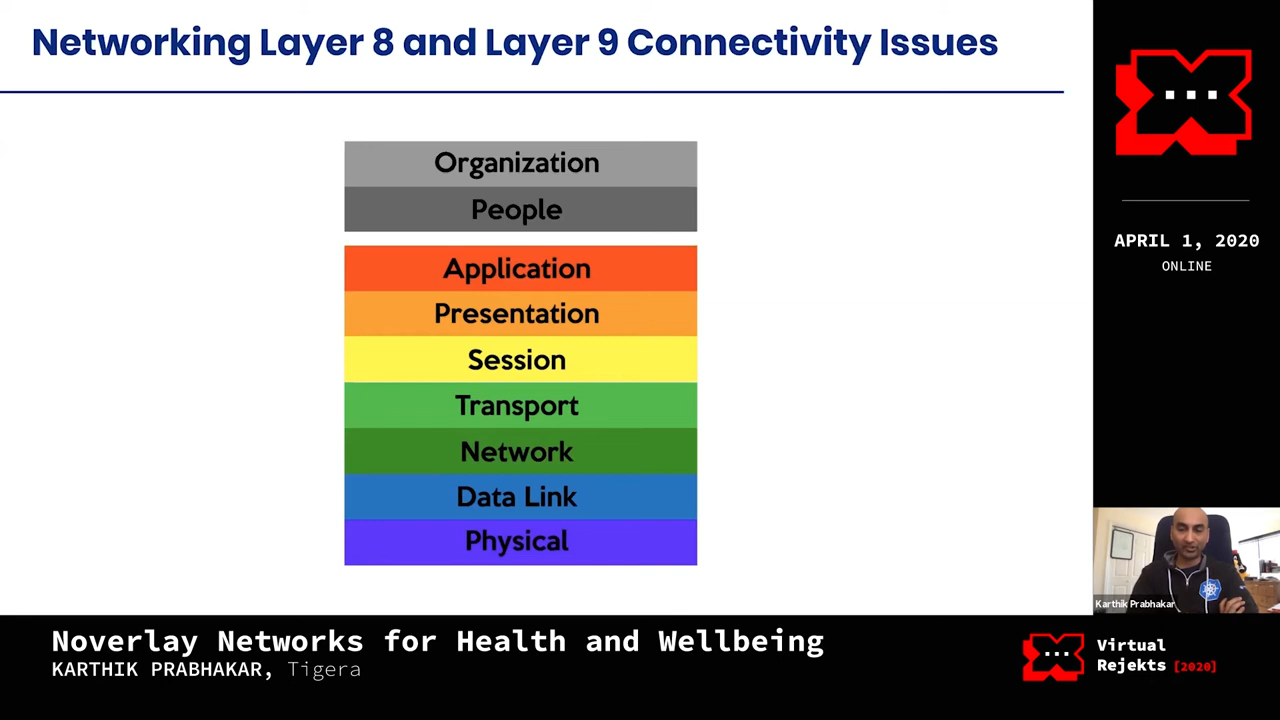 Networking Layer 8 and Layer 9 Connectivity Issues
Organization
People
Application
Presentation
Session
Transport
Network
Data Link
Physical
APRIL 1, 2020
ONLINE
Karthik Prabhakar
Noverlay Networks for Health and Wellbeing
KARTHIK PRABHAKAR, Tigera
Virtual
Rejekts [2020]